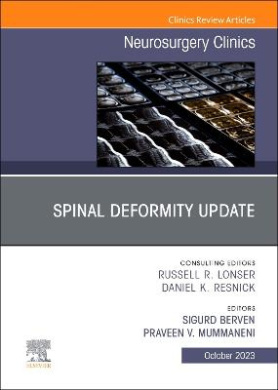 Clinics Review Articles
Neurosurgery Clinics
SPINAL DEFORMITY UPDATE
CONSULTING EDITORS
RUSSELL R. LONSER
DANIEL K. RESNICK
EDITORS
SIGURD BERVEN
PRAVEEN V. MUMMANENI
ELSEVIER
October 2023